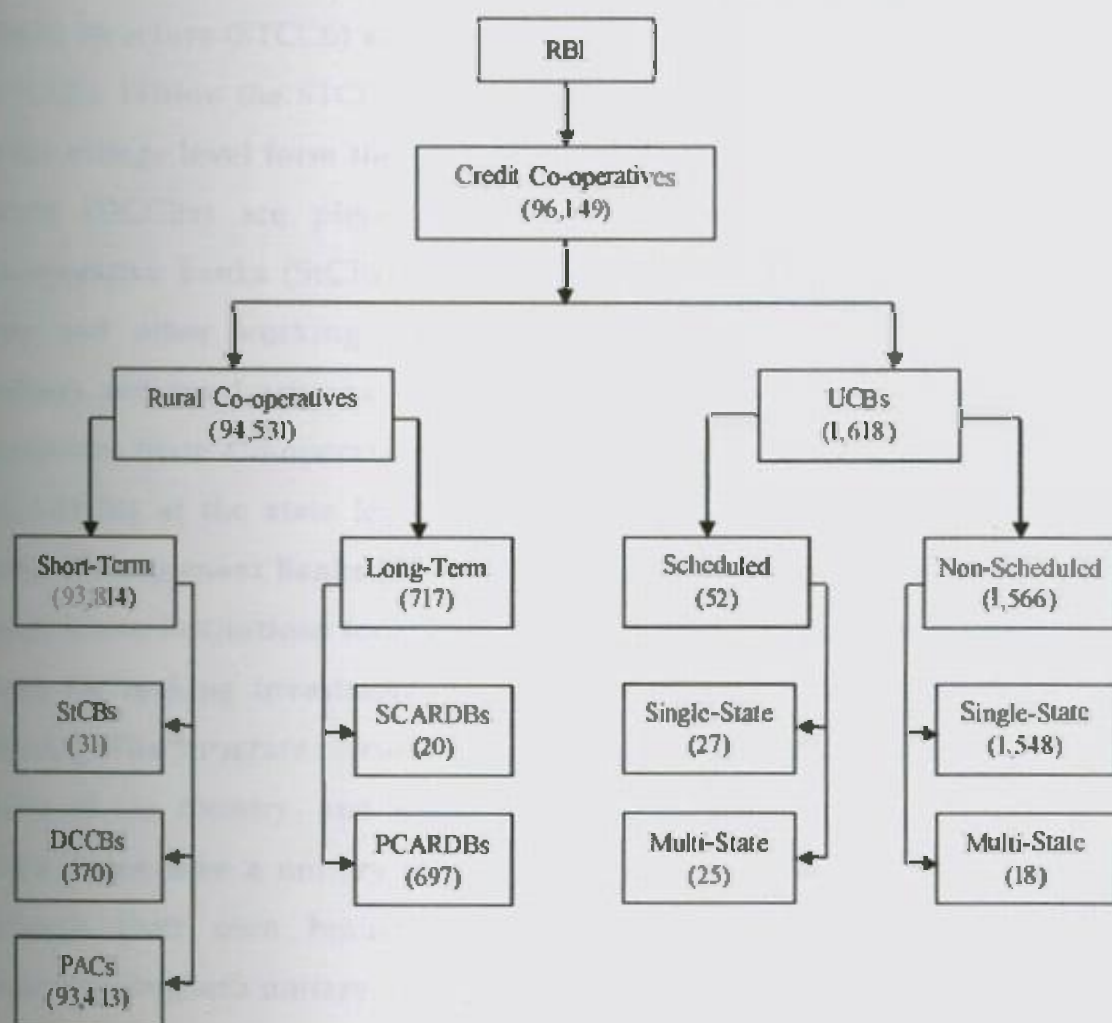 RBI
Credit Co-operatives
(96,149)
Rural Co-operatives
(94,531)
UCBs
(1,618)
Short-Term
(93,814)
Long-Term
(717)
Scheduled
(52)
Non-Scheduled
(1,566)
StCBs
(31)
SCARDBs
(20)
Single-State
(27)
Single-State
(1,548)
DCCBs
(370)
PCARDBs
(697)
Multi-State
(25)
Multi-State
(18)
PACs
(93,413)